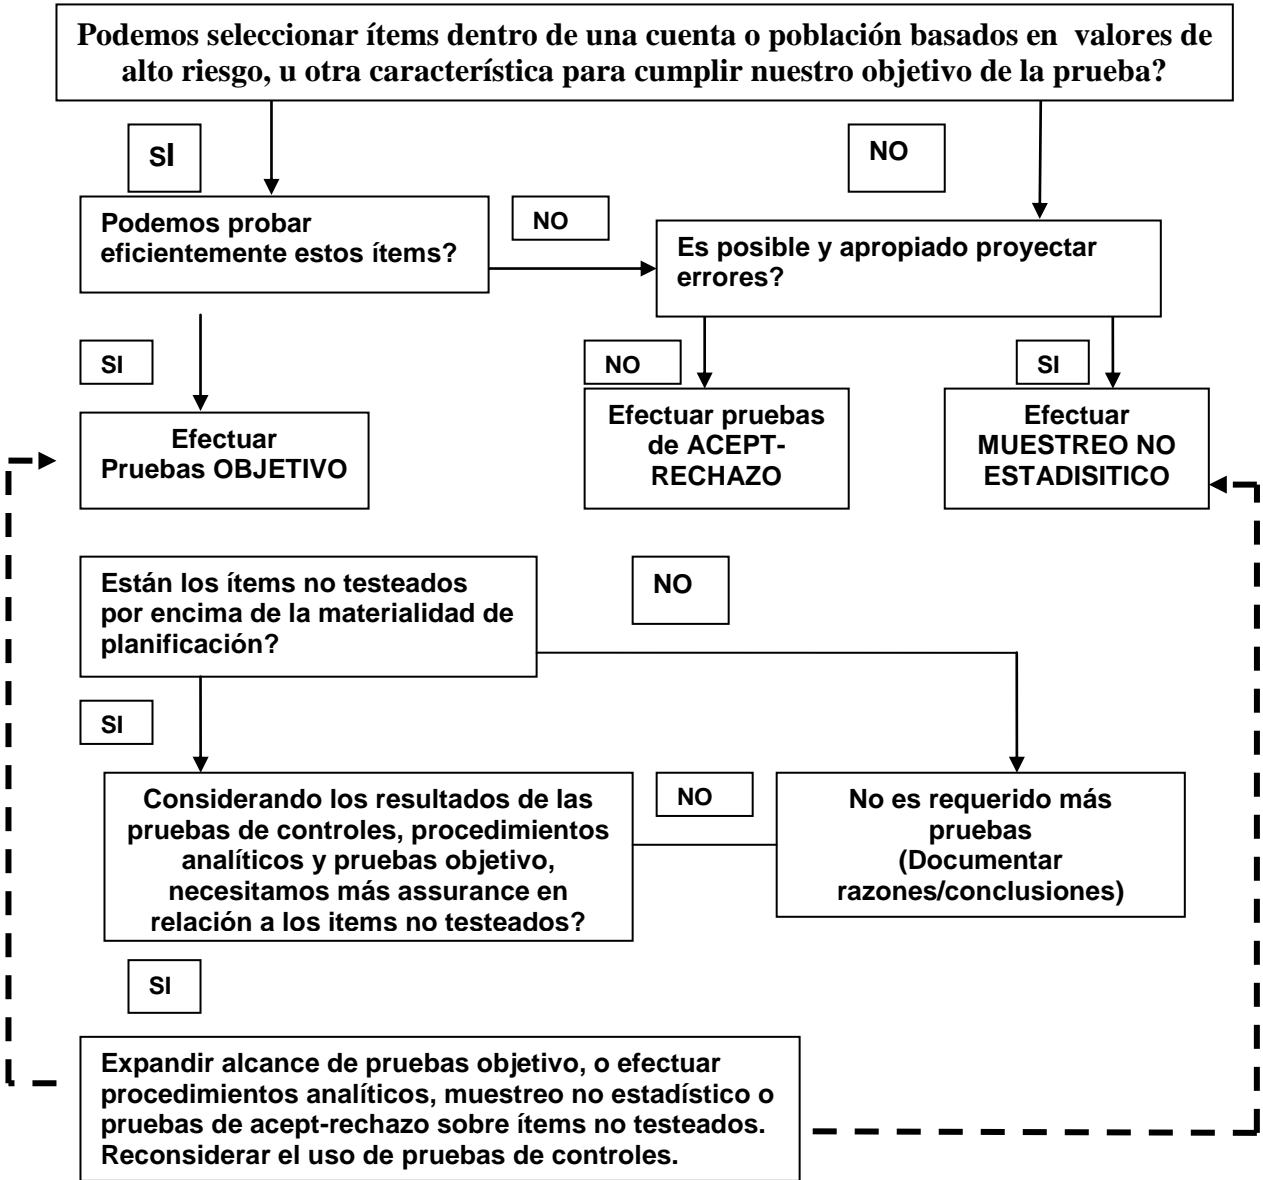 Podemos seleccionar ítems dentro de una cuenta o población basados en valores de
alto riesgo, u otra característica para cumplir nuestro objetivo de la prueba?
SI
NO
Podemos probar
eficientemente estos ítems?
NO
Es posible y apropiado proyectar
errores?
SI
NO
SI
Efectuar
Pruebas OBJETIVO
Efectuar pruebas
de ACEPT-
RECHAZO
Efectuar
MUESTREO NO
ESTADISITICO
Están los ítems no testeados
por encima de la materialidad de
planificación?
NO
SI
Considerando los resultados de las
pruebas de controles, procedimientos
analíticos y pruebas objetivo,
necesitamos más assurance en
relación a los items no testeados?
NO
No es requerido más
pruebas
(Documentar
razones/conclusiones)
SI
Expandir alcance de pruebas objetivo, o efectuar
procedimientos analíticos, muestreo no estadístico o
pruebas de acept-rechazo sobre ítems no testeados.
Reconsiderar el uso de pruebas de controles.